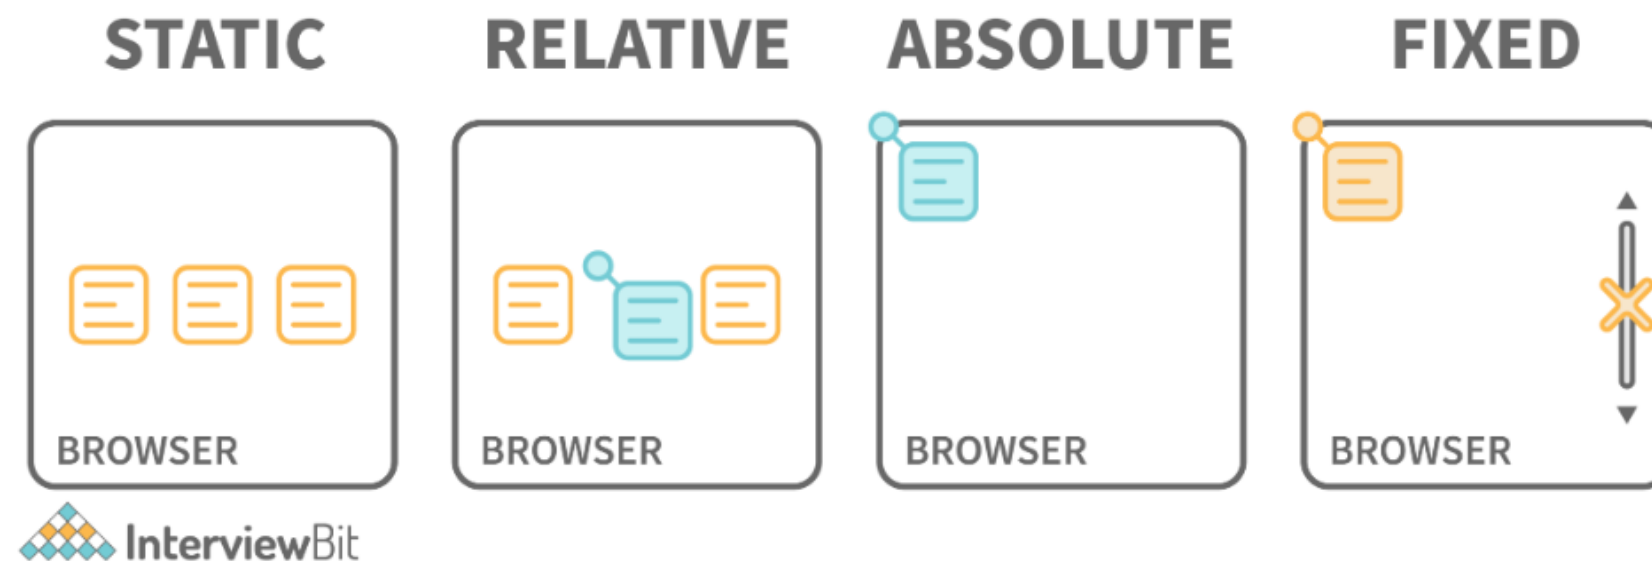 STATIC RELATIVE ABSOLUTE FIXED
BROWSER BROWSER BROWSER BROWSER
InterviewBit